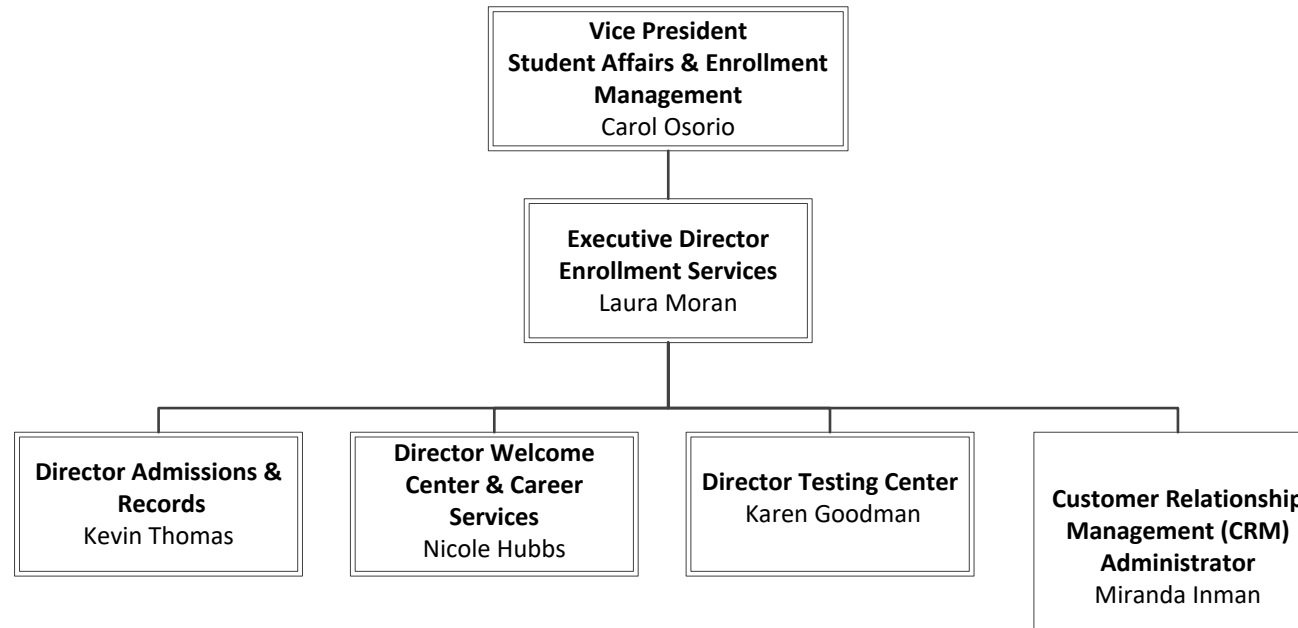 Vice President
Student Affairs & Enrollment
Management
Carol Osorio
Executive Director
Enrollment Services
Laura Moran
Director Admissions &
Records
Kevin Thomas
Director Welcome
Center & Career
Services
Nicole Hubbs
Director Testing Center
Karen Goodman
Customer Relationship
Management (CRM)
Administrator
Miranda Inman